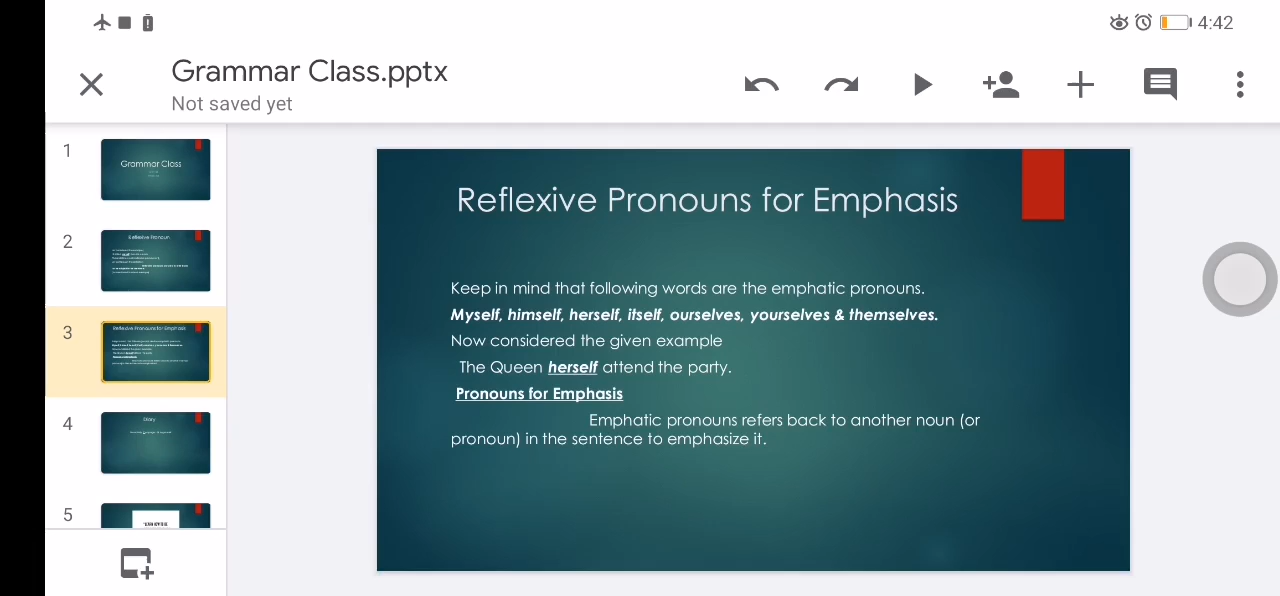 4:42
Grammar Class.pptx
Not saved yet
1
Grammar Class
2
Reflexive Pronoun
3
Reflexive Pronouns for Emphasis
4
Diary
5
Reflexive Pronouns for Emphasis
Keep in mind that following words are the emphatic pronouns.
Myself, himself, herself, itself, ourselves, yourselves & themselves.
Now considered the given example
The Queen herself attend the party.
Pronouns for Emphasis
Emphatic pronouns refers back to another noun (or
pronoun) in the sentence to emphasize it.